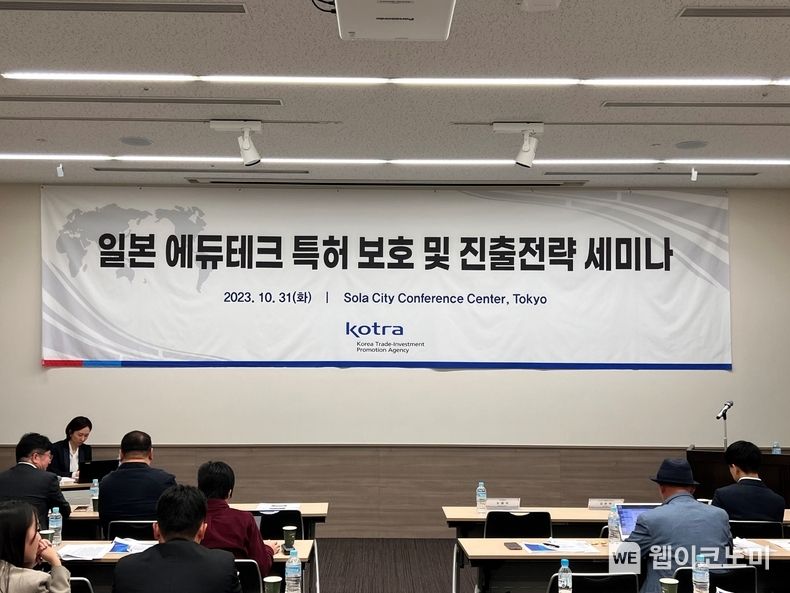 Panasonic
일본 에듀테크 특허 보호 및 진출전략 세미나
2023. 10. 31(화) | Sola City Conference Center, Tokyo
kotra
Korea Trade-Investment
Promotion Agency
WE 웹이코노미